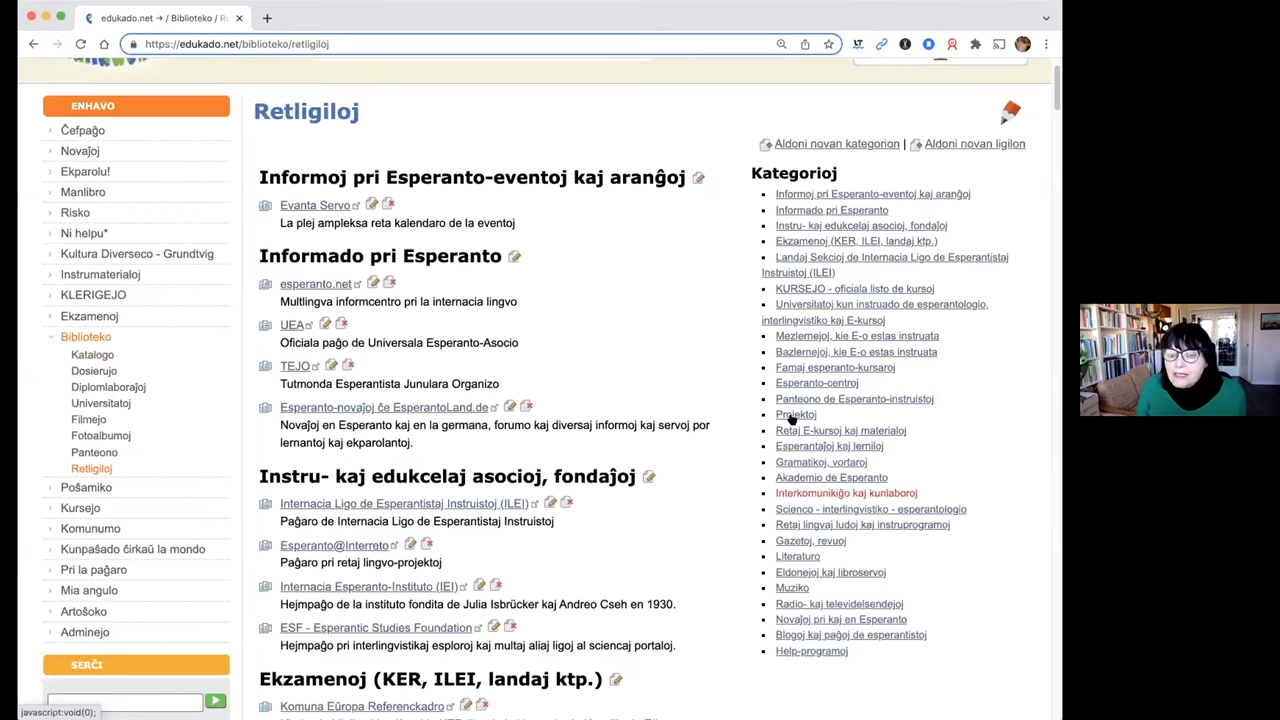 edukado.net → / Biblioteko / Re
https://edukado.net/biblioteko/retligiloj
ENHAVO
Ĉefpaĝo
Novaĵoj
Ekparolu!
Manlibro
Risko
Ni helpu*
Kultura Diverseco - Grundtvig
Instrumaterialoj
KLERIGEJO
Ekzamenoj
Biblioteko
Katalogo
Dosierujo
Diplomlaboraĵoj
Universitatoj
Filmejo
Fotoalbumoj
Panteono
Retligiloj
Poŝamiko
Kursejo
Komunumo
Kunpaŝado ĉirkaŭ la mondo
Pri la paĝaro
Mia angulo
Artoŝoko
Adminejo
SERĈI
javascript:void(0);
Retligiloj
Aldoni novan kategorion | Aldoni novan ligilon
Informoj pri Esperanto-eventoj kaj aranĝoj
Evanta Servo
La plej ampleksa reta kalendaro de la eventoj
Informado pri Esperanto
esperanto.net
Multlingva informcentro pri la internacia lingvo
UEA
Oficiala paĝo de Universala Esperanto-Asocio
TEJO
Tutmonda Esperantista Junulara Organizo
Esperanto-novaĵoj ĉe EsperantoLand.de
Novaĵoj en Esperanto kaj en la germana, forumo kaj diversaj informoj kaj servoj por
lernantoj kaj ekparolantoj.
Instru- kaj edukcelaj asocioj, fondaĵoj
Internacia Ligo de Esperantistaj Instruistoj (ILEI)
Paĝaro de Internacia Ligo de Esperantistaj Instruistoj
Esperanto@Interreto
Paĝaro pri retaj lingvo-projektoj
Internacia Esperanto-Instituto (IEI)
Hejmpaĝo de la instituto fondita de Julia Isbrücker kaj Andreo Cseh en 1930.
ESF - Esperantic Studies Foundation
Hejmpaĝo pri interlingvistikaj esploroj kaj multaj aliaj ligoj al sciencaj portaloj.
Ekzamenoj (KER, ILEI, landaj ktp.)
Komuna Eŭropa Referenckadro
Kategorioj
Informoj pri Esperanto-eventoj kaj aranĝoj
Informado pri Esperanto
Instru- kaj edukcelaj asocioj, fondaĵoj
Ekzamenoj (KER, ILEI, landaj ktp.)
Landaj Sekcioj de Internacia Ligo de Esperantistaj
Instruistoj (ILEI)
KURSEJO - oficiala listo de kursoj
Universitatoj kun instruado de esperantologio,
interlingvistiko kaj E-kursoj
Mezlernejoj, kie E-o estas instruata
Bazlernejoj, kie E-o estas instruata
Famaj esperanto-kursaroj
Esperanto-centroj
Panteono de Esperanto-instruistoj
Projektoj
Retaj E-kursoj kaj materialoj
Esperantaĵoj kaj lerniloj
Gramatikoj, vortaroj
Akademio de Esperanto
Interkomunikiĝo kaj kunlaboroj
Scienco - interlingvistiko - esperantologio
Retaj lingvaj ludoj kaj instruprogramoj
Gazetoj, revuoj
Literaturo
Eldonejoj kaj libroservoj
Muziko
Radio- kaj televidelsendejoj
Novaĵoj pri kaj en Esperanto
Blogoj kaj paĝoj de esperantistoj
Help-programoj